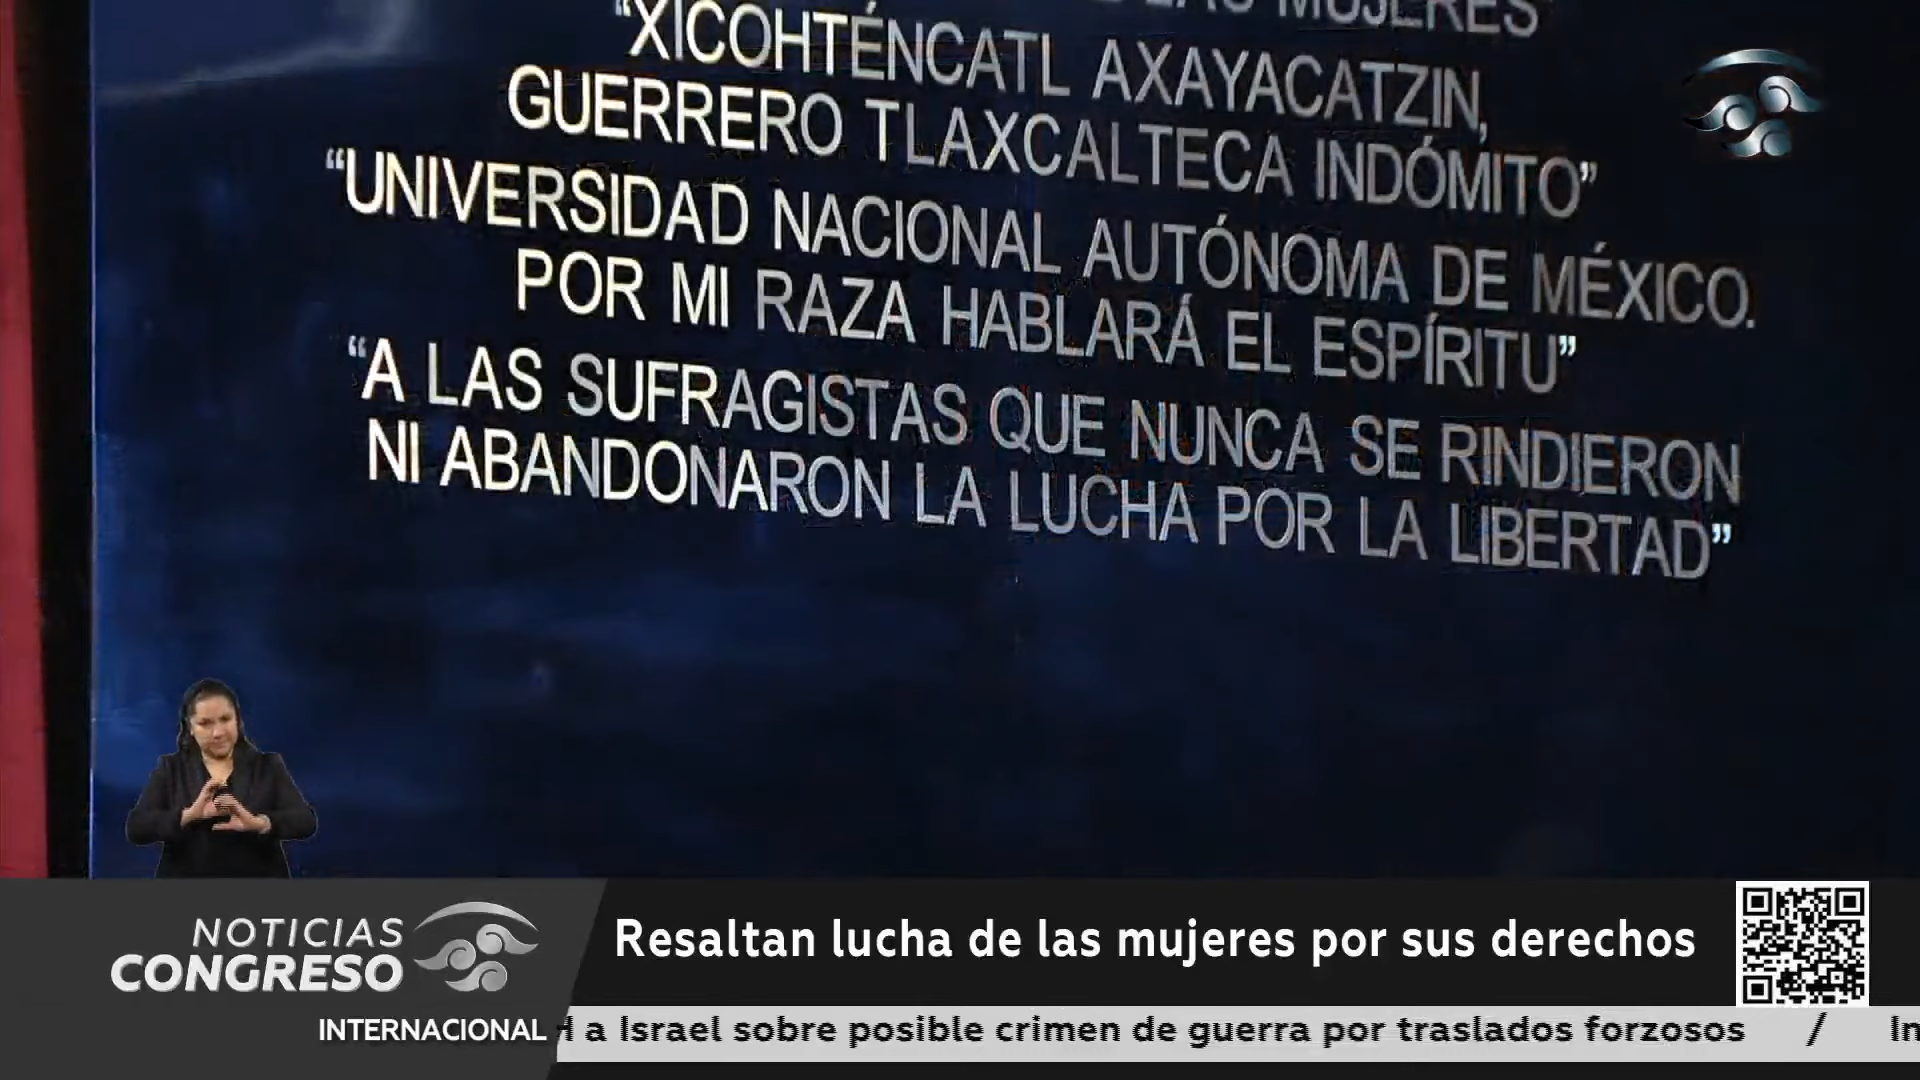 LAS MUJERES”
“XICOHTÉNCATL AXAYACATZIN,
GUERRERO TLAXCALTECA INDÓMITO”
“UNIVERSIDAD NACIONAL AUTÓNOMA DE MÉXICO.
POR MI RAZA HABLARÁ EL ESPÍRITU”
“A LAS SUFRAGISTAS QUE NUNCA SE RINDIERON
NI ABANDONARON LA LUCHA POR LA LIBERTAD”
NOTICIAS
CONGRESO
Resaltan lucha de las mujeres por sus derechos
INTERNACIONAL
a Israel sobre posible crimen de guerra por traslados forzosos /